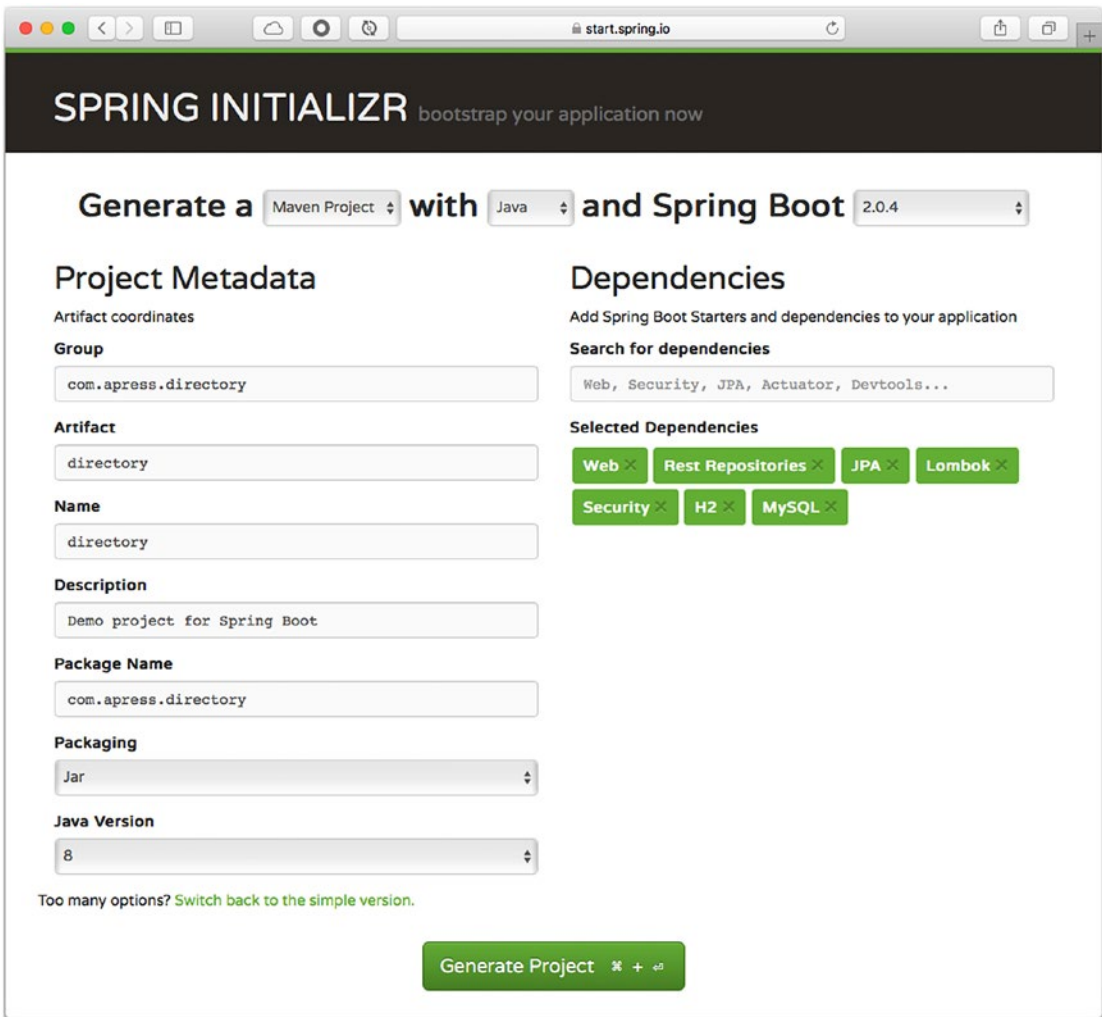 start.spring.io
SPRING INITIALIZR bootstrap your application now
Generate a Maven Project with Java and Spring Boot 2.0.4
Project Metadata
Artifact coordinates
Group
com.apress.directory
Artifact
directory
Name
directory
Description
Demo project for Spring Boot
Package Name
com.apress.directory
Packaging
Jar
Java Version
8
Too many options? Switch back to the simple version.
Dependencies
Add Spring Boot Starters and dependencies to your application
Search for dependencies
Web, Security, JPA, Actuator, Devtools...
Selected Dependencies
Web × Rest Repositories × JPA × Lombok ×
Security × H2 × MySQL ×
Generate Project ⌘ + ⏎